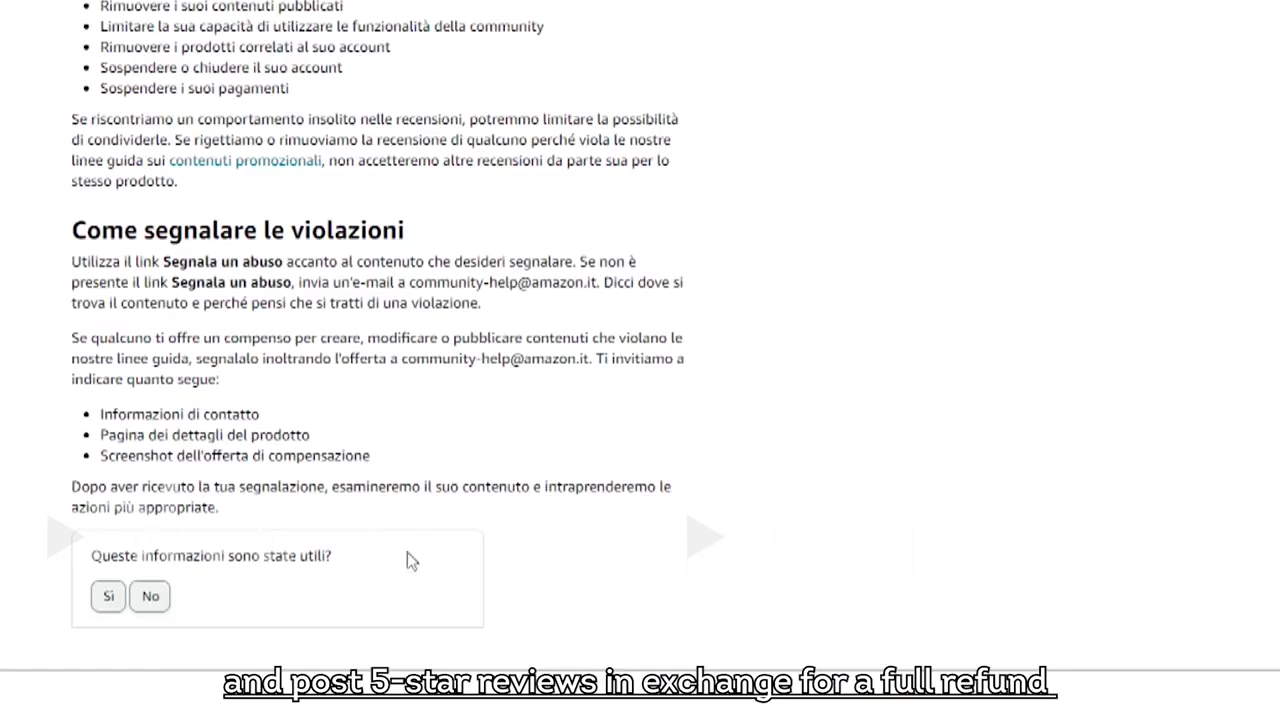 Rimuovere i suoi contenuti pubblicati
Limitare la sua capacità di utilizzare le funzionalità della community
Rimuovere i prodotti correlati al suo account
Sospendere o chiudere il suo account
Sospendere i suoi pagamenti
Se riscontriamo un comportamento insolito nelle recensioni, potremmo limitare la possibilità
di condividerle. Se rigettiamo o rimuoviamo la recensione di qualcuno perché viola le nostre
linee guida sui contenuti promozionali, non accetteremo altre recensioni da parte sua per lo
stesso prodotto.
Come segnalare le violazioni
Utilizza il link Segnala un abuso accanto al contenuto che desideri segnalare. Se non è
presente il link Segnala un abuso, invia un'e-mail a community-help@amazon.it. Dicci dove si
trova il contenuto e perché pensi che si tratti di una violazione.
Se qualcuno ti offre un compenso per creare, modificare o pubblicare contenuti che violano le
nostre linee guida, segnalalo inoltrando l'offerta a community-help@amazon.it. Ti invitiamo a
indicare quanto segue:
Informazioni di contatto
Pagina dei dettagli del prodotto
Screenshot dell'offerta di compensazione
Dopo aver ricevuto la tua segnalazione, esamineremo il suo contenuto e intraprenderemo le
azioni più appropriate.
Queste informazioni sono state utili?
Sì No
and post 5-star reviews in exchange for a full refund